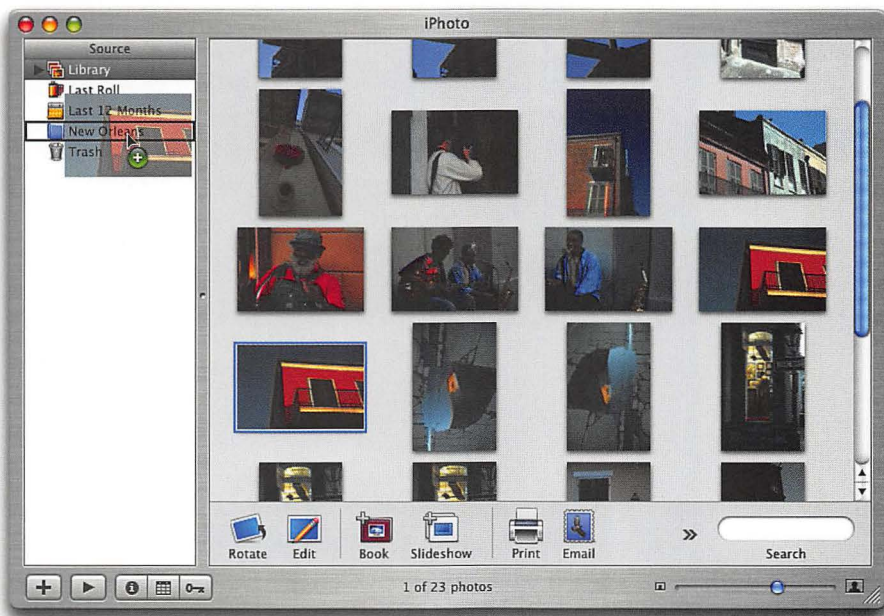 iPhoto
Source
Library
Last Roll
Last 12 Months
New Orleans
Trash
Rotate
Edit
Book
Slideshow
Print
Email
Search
1 of 23 photos